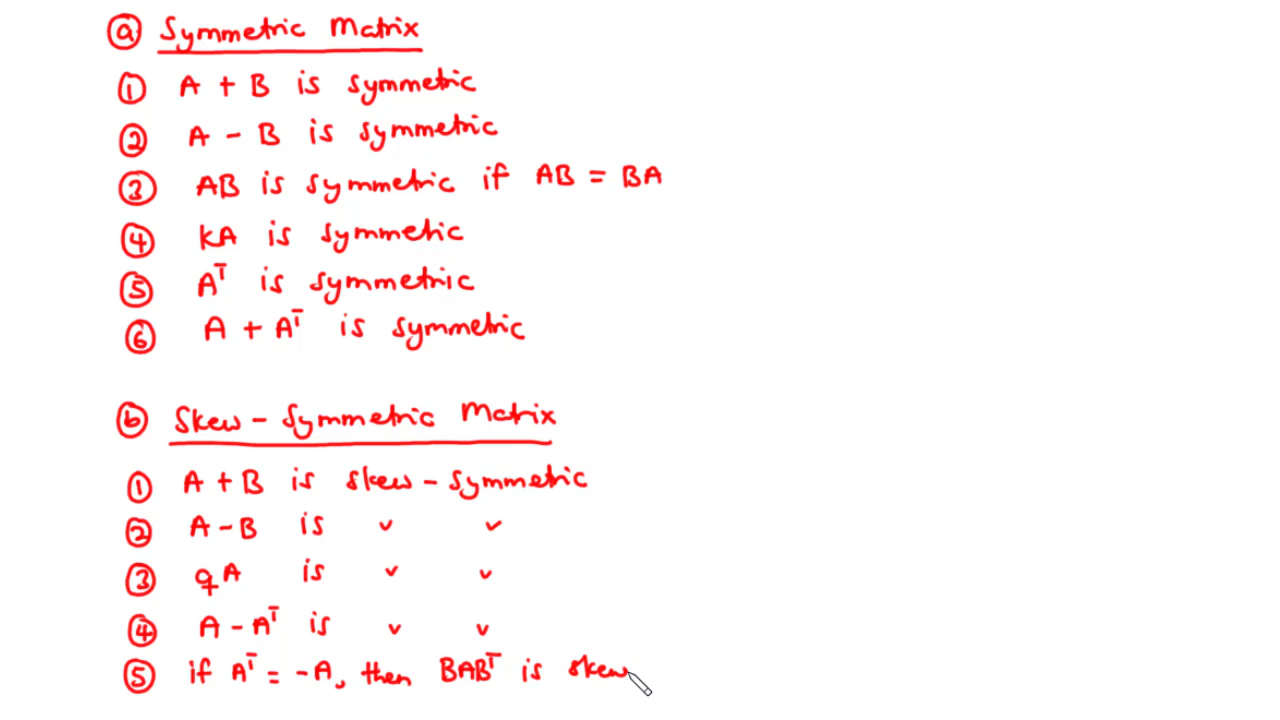 ⓐ Symmetric Matrix
① A + B is symmetric
② A - B is symmetric
③ AB is symmetric if AB = BA
④ KA is symmetric
⑤ Aᵀ is symmetric
⑥ A + Aᵀ is symmetric
ⓑ Skew - Symmetric Matrix
① A + B is skew - symmetric
② A - B is ✓ ✓
③ qA is ✓ ✓
④ A - Aᵀ is ✓ ✓
⑤ if Aᵀ = -A, then BABᵀ is skew